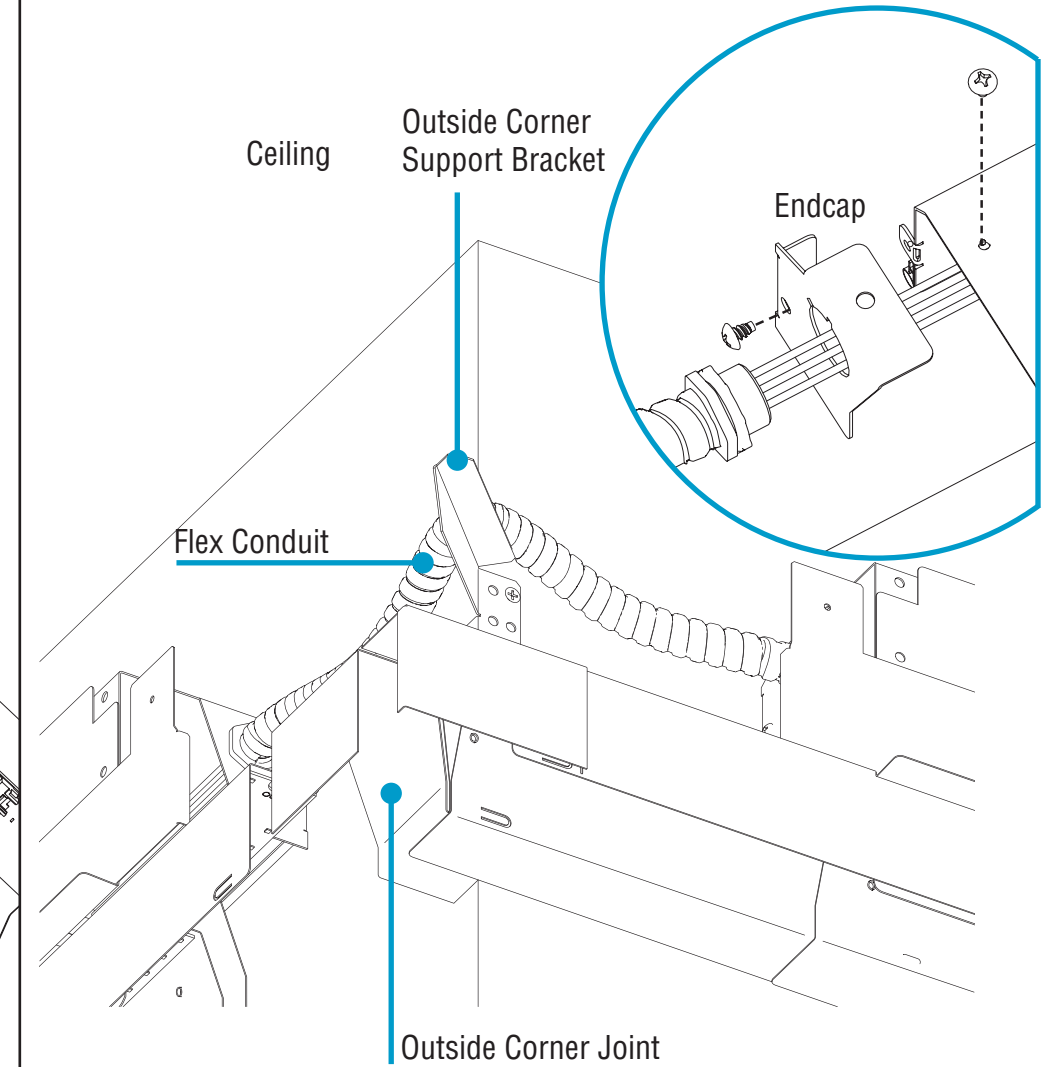 Ceiling
Outside Corner
Support Bracket
Endcap
Flex Conduit
Outside Corner Joint